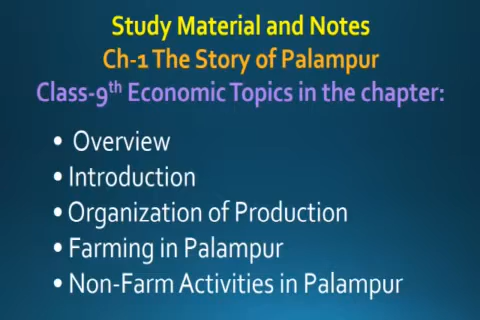 Study Material and Notes
Ch-1 The Story of Palampur
Class-9th Economic Topics in the chapter:
• Overview
• Introduction
• Organization of Production
• Farming in Palampur
• Non-Farm Activities in Palampur